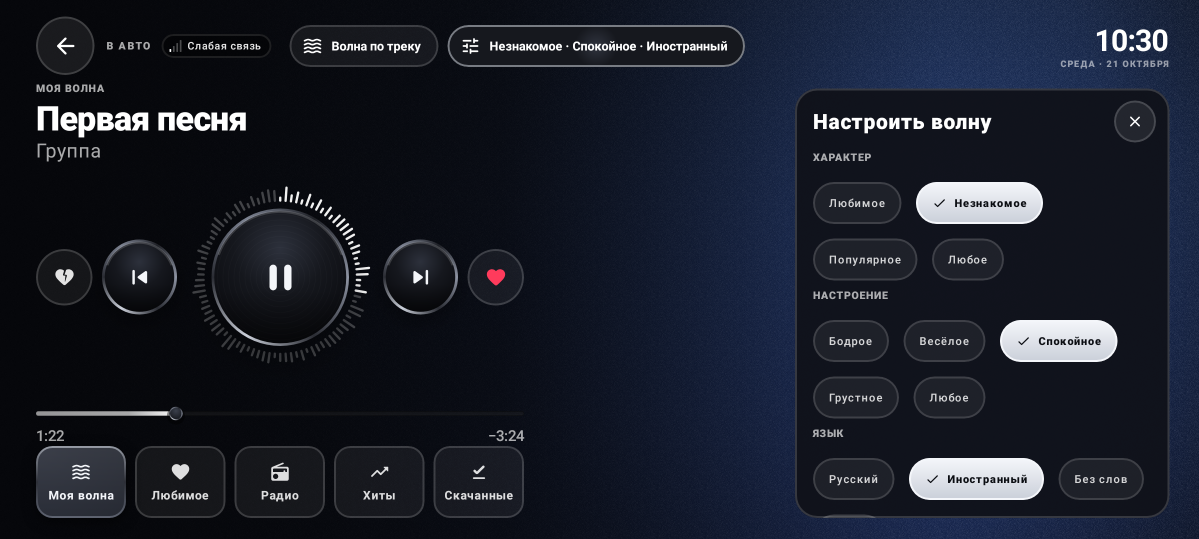 В АВТО
Слабая связь
Волна по треку
Незнакомое · Спокойное · Иностранный
10:30
СРЕДА · 21 ОКТЯБРЯ
МОЯ ВОЛНА
Первая песня
Группа
1:22
−3:24
Моя волна
Любимое
Радио
Хиты
Скачанные
Настроить волну
ХАРАКТЕР
Любимое
Незнакомое
Популярное
Любое
НАСТРОЕНИЕ
Бодрое
Весёлое
Спокойное
Грустное
Любое
ЯЗЫК
Русский
Иностранный
Без слов